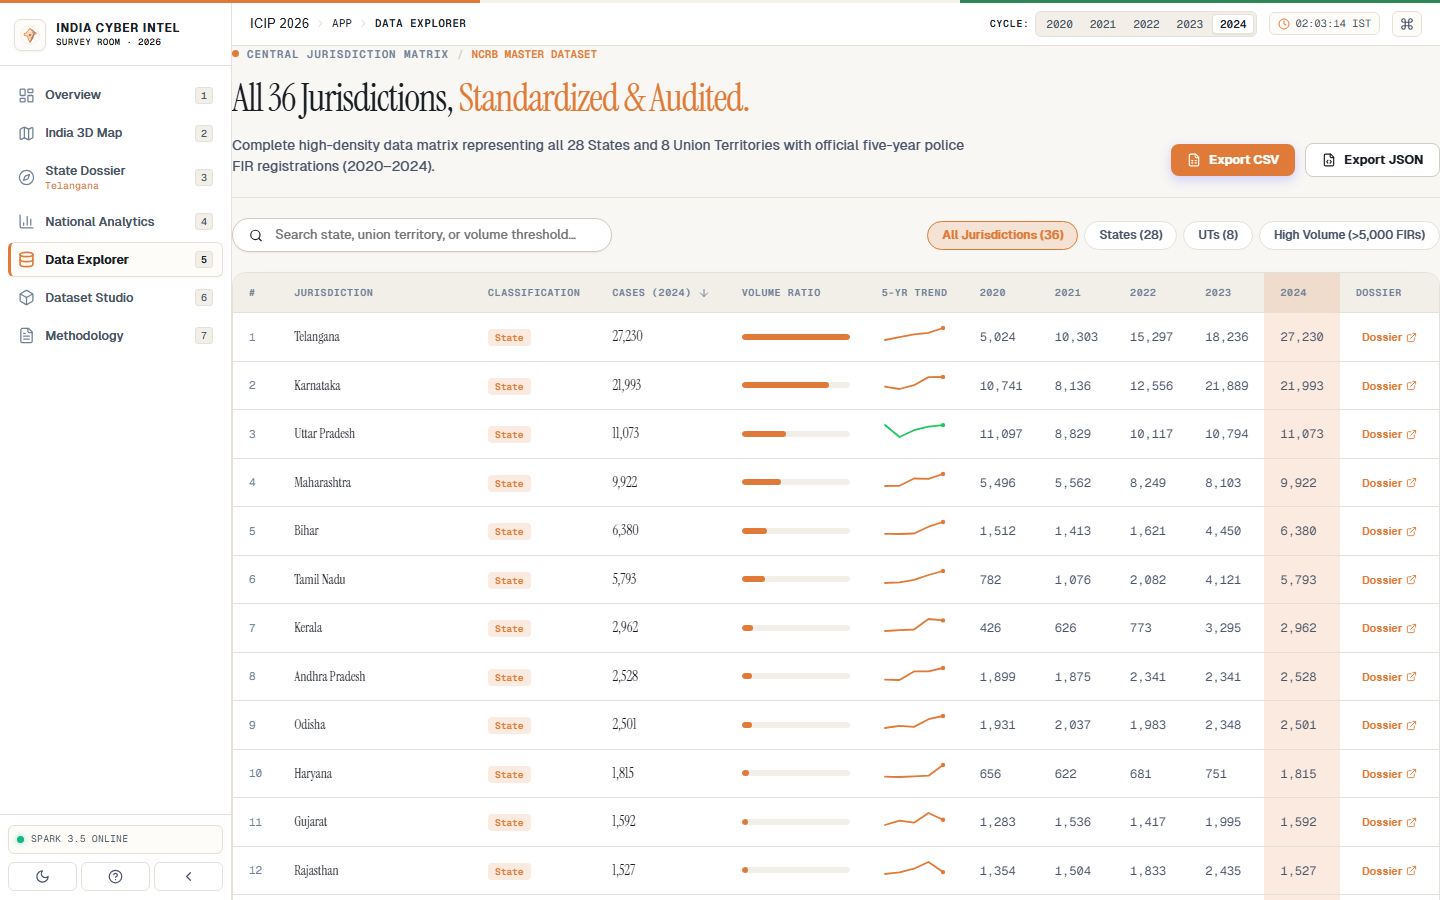 INDIA CYBER INTEL
SURVEY ROOM · 2026
Overview 1
India 3D Map 2
State Dossier 3
Telangana
National Analytics 4
Data Explorer 5
Dataset Studio 6
Methodology 7
SPARK 3.5 ONLINE
ICIP 2026 > APP > DATA EXPLORER
CYCLE: 2020 2021 2022 2023 2024 02:03:14 IST
CENTRAL JURISDICTION MATRIX / NCRB MASTER DATASET
All 36 Jurisdictions, Standardized & Audited.
Complete high-density data matrix representing all 28 States and 8 Union Territories with official five-year police
FIR registrations (2020–2024).
Export CSV Export JSON
Search state, union territory, or volume threshold...
All Jurisdictions (36) States (28) UTs (8) High Volume (>5,000 FIRs)
# JURISDICTION CLASSIFICATION CASES (2024) ↓ VOLUME RATIO 5-YR TREND 2020 2021 2022 2023 2024 DOSSIER
1 Telangana State 27,230 5,024 10,303 15,297 18,236 27,230 Dossier
2 Karnataka State 21,993 10,741 8,136 12,556 21,889 21,993 Dossier
3 Uttar Pradesh State 11,073 11,097 8,829 10,117 10,794 11,073 Dossier
4 Maharashtra State 9,922 5,496 5,562 8,249 8,103 9,922 Dossier
5 Bihar State 6,380 1,512 1,413 1,621 4,450 6,380 Dossier
6 Tamil Nadu State 5,793 782 1,076 2,082 4,121 5,793 Dossier
7 Kerala State 2,962 426 626 773 3,295 2,962 Dossier
8 Andhra Pradesh State 2,528 1,899 1,875 2,341 2,341 2,528 Dossier
9 Odisha State 2,501 1,931 2,037 1,983 2,348 2,501 Dossier
10 Haryana State 1,815 656 622 681 751 1,815 Dossier
11 Gujarat State 1,592 1,283 1,536 1,417 1,995 1,592 Dossier
12 Rajasthan State 1,527 1,354 1,504 1,833 2,435 1,527 Dossier